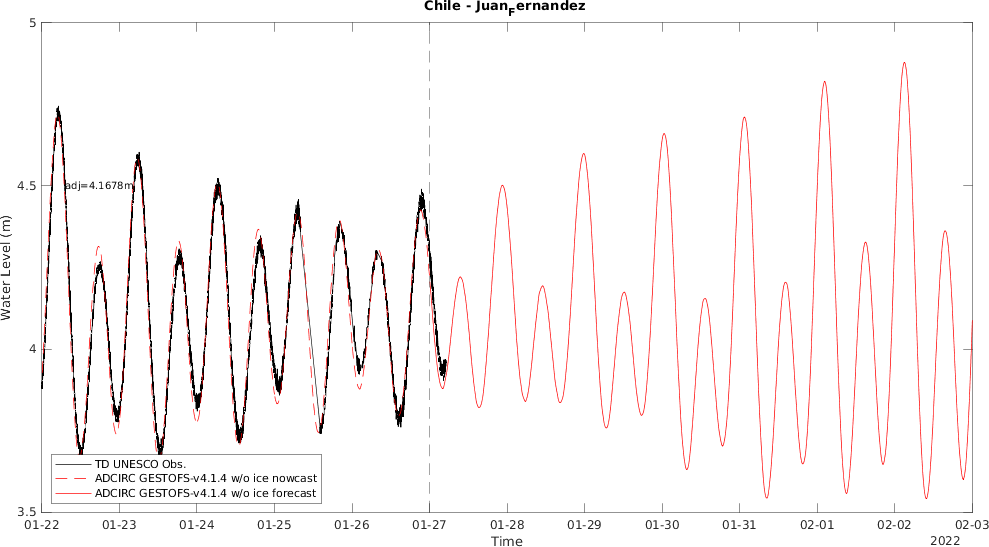 Chile - JuanFernandez
5
4.5
4
3.5
Water Level (m)
adj=4.1678m
TD UNESCO Obs.
ADCIRC GESTOFS-v4.1.4 w/o ice nowcast
ADCIRC GESTOFS-v4.1.4 w/o ice forecast
01-22 01-23 01-24 01-25 01-26 01-27 01-28 01-29 01-30 01-31 02-01 02-02 02-03
Time
2022